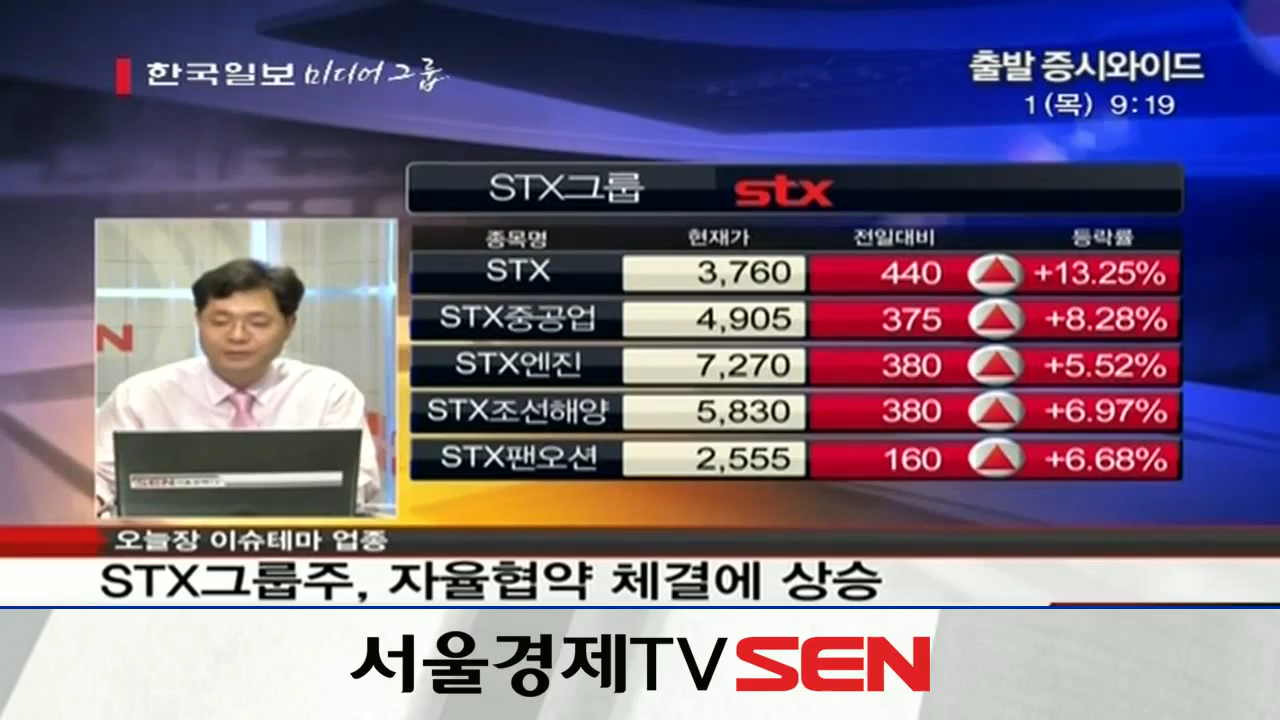 한국일보 미디어그룹
출발 증시와이드
1(목) 9:19
STX그룹 stx
종목명 현재가 전일대비 등락률
STX 3,760 440 +13.25%
STX중공업 4,905 375 +8.28%
STX엔진 7,270 380 +5.52%
STX조선해양 5,830 380 +6.97%
STX팬오션 2,555 160 +6.68%
EN
SEN
오늘장 이슈테마 업종
STX그룹주, 자율협약 체결에 상승
서울경제TV SEN